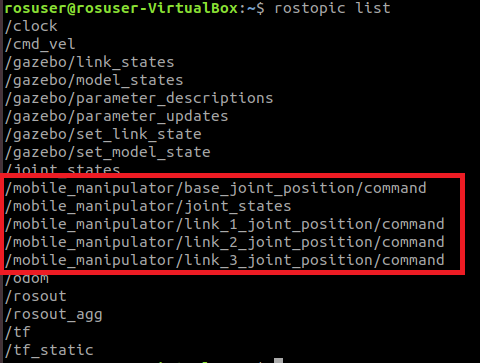 rosuser@rosuser-VirtualBox:~$ rostopic list
/clock
/cmd_vel
/gazebo/link_states
/gazebo/model_states
/gazebo/parameter_descriptions
/gazebo/parameter_updates
/gazebo/set_link_state
/gazebo/set_model_state
/joint_states
/mobile_manipulator/base_joint_position/command
/mobile_manipulator/joint_states
/mobile_manipulator/link_1_joint_position/command
/mobile_manipulator/link_2_joint_position/command
/mobile_manipulator/link_3_joint_position/command
/odom
/rosout
/rosout_agg
/tf
/tf_static